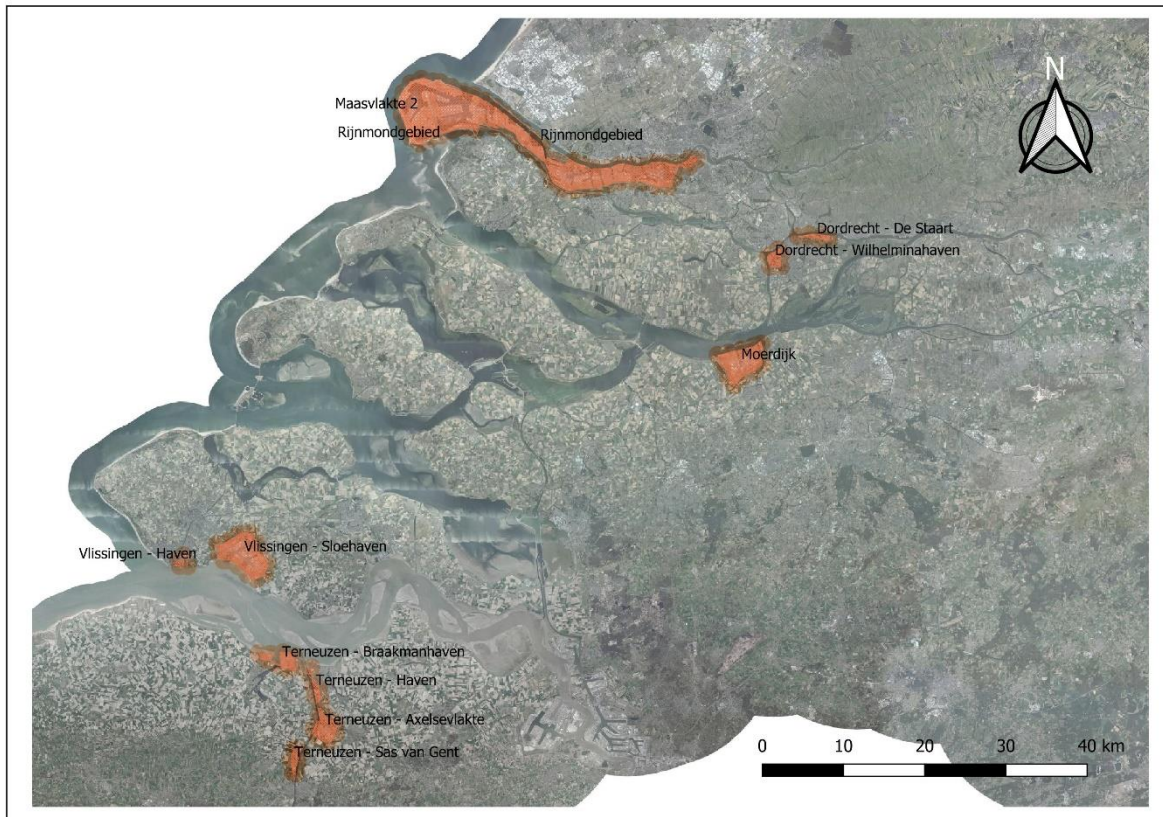 N
Maasvlakte 2
Rijnmondgebied
Rijnmondgebied
Dordrecht - De Staart
Dordrecht - Wilhelminahaven
Moerdijk
Vlissingen - Haven
Vlissingen - Sloehaven
Terneuzen - Braakmanhaven
Terneuzen - Haven
Terneuzen - Axelsevlakte
Terneuzen - Sas van Gent
0 10 20 30 40 km